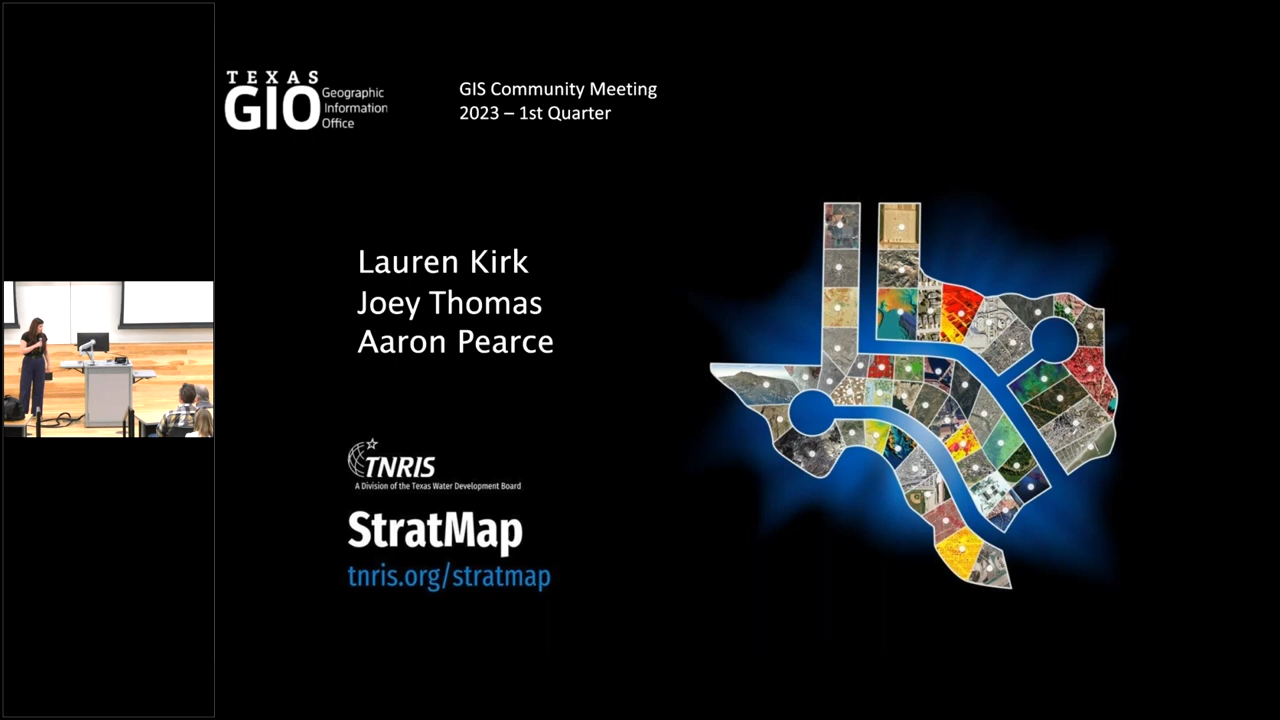 TEXAS
GIO
Geographic
Information
Office
GIS Community Meeting
2023 – 1st Quarter
Lauren Kirk
Joey Thomas
Aaron Pearce
TNRIS
A Division of the Texas Water Development Board
StratMap
tnris.org/stratmap